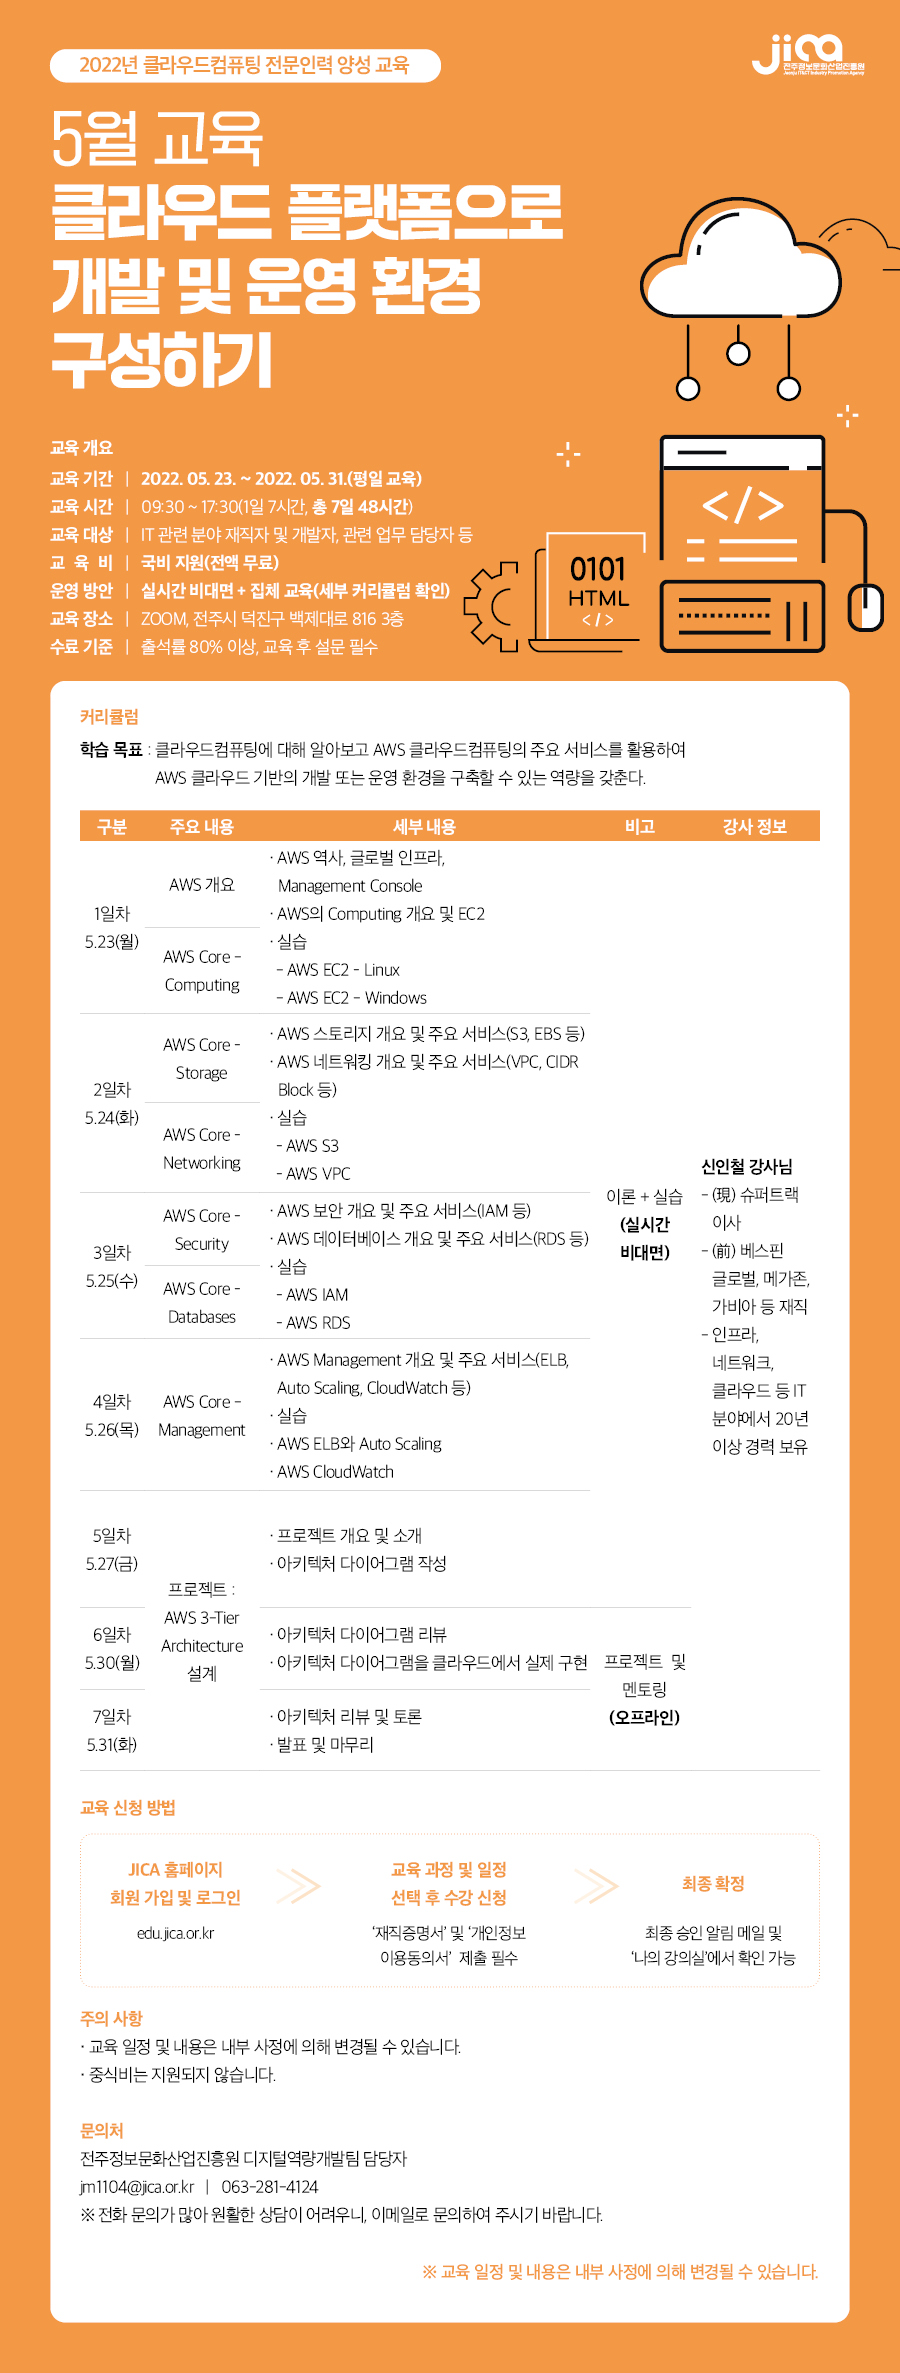 2022년 클라우드컴퓨팅 전문인력 양성 교육
jica
전주정보문화산업진흥원
Jeonju IT&CT Industry Promotion Agency
5월 교육
클라우드 플랫폼으로
개발 및 운영 환경
구성하기
0101
HTML
</>
</>
교육 개요
교육 기간 | 2022. 05. 23. ~ 2022. 05. 31.(평일 교육)
교육 시간 | 09:30 ~ 17:30(1일 7시간, 총 7일 48시간)
교육 대상 | IT 관련 분야 재직자 및 개발자, 관련 업무 담당자 등
교 육 비 | 국비 지원(전액 무료)
운영 방안 | 실시간 비대면 + 집체 교육(세부 커리큘럼 확인)
교육 장소 | ZOOM, 전주시 덕진구 백제대로 816 3층
수료 기준 | 출석률 80% 이상, 교육 후 설문 필수
커리큘럼
학습 목표 : 클라우드컴퓨팅에 대해 알아보고 AWS 클라우드컴퓨팅의 주요 서비스를 활용하여
AWS 클라우드 기반의 개발 또는 운영 환경을 구축할 수 있는 역량을 갖춘다.
구분 주요 내용 세부 내용 비고 강사 정보
1일차
5.23(월)
AWS 개요
AWS Core -
Computing
· AWS 역사, 글로벌 인프라,
Management Console
· AWS의 Computing 개요 및 EC2
· 실습
- AWS EC2 - Linux
- AWS EC2 - Windows
2일차
5.24(화)
AWS Core -
Storage
AWS Core -
Networking
· AWS 스토리지 개요 및 주요 서비스(S3, EBS 등)
· AWS 네트워킹 개요 및 주요 서비스(VPC, CIDR
Block 등)
· 실습
- AWS S3
- AWS VPC
3일차
5.25(수)
AWS Core -
Security
AWS Core -
Databases
· AWS 보안 개요 및 주요 서비스(IAM 등)
· AWS 데이터베이스 개요 및 주요 서비스(RDS 등)
· 실습
- AWS IAM
- AWS RDS
4일차
5.26(목)
AWS Core -
Management
· AWS Management 개요 및 주요 서비스(ELB,
Auto Scaling, CloudWatch 등)
· 실습
· AWS ELB와 Auto Scaling
· AWS CloudWatch
이론 + 실습
(실시간
비대면)
신인철 강사님
- (現) 슈퍼트랙
이사
- (前) 베스핀
글로벌, 메가존,
가비아 등 재직
- 인프라,
네트워크,
클라우드 등 IT
분야에서 20년
이상 경력 보유
5일차
5.27(금)
프로젝트 :
AWS 3-Tier
Architecture
설계
· 프로젝트 개요 및 소개
· 아키텍처 다이어그램 작성
6일차
5.30(월)
· 아키텍처 다이어그램 리뷰
· 아키텍처 다이어그램을 클라우드에서 실제 구현
7일차
5.31(화)
· 아키텍처 리뷰 및 토론
· 발표 및 마무리
프로젝트 및
멘토링
(오프라인)
교육 신청 방법
JICA 홈페이지
회원 가입 및 로그인
edu.jica.or.kr
교육 과정 및 일정
선택 후 수강 신청
'재직증명서' 및 '개인정보
이용동의서' 제출 필수
최종 확정
최종 승인 알림 메일 및
'나의 강의실'에서 확인 가능
주의 사항
· 교육 일정 및 내용은 내부 사정에 의해 변경될 수 있습니다.
· 중식비는 지원되지 않습니다.
문의처
전주정보문화산업진흥원 디지털역량개발팀 담당자
jm1104@jica.or.kr | 063-281-4124
※ 전화 문의가 많아 원활한 상담이 어려우니, 이메일로 문의하여 주시기 바랍니다.
※ 교육 일정 및 내용은 내부 사정에 의해 변경될 수 있습니다.